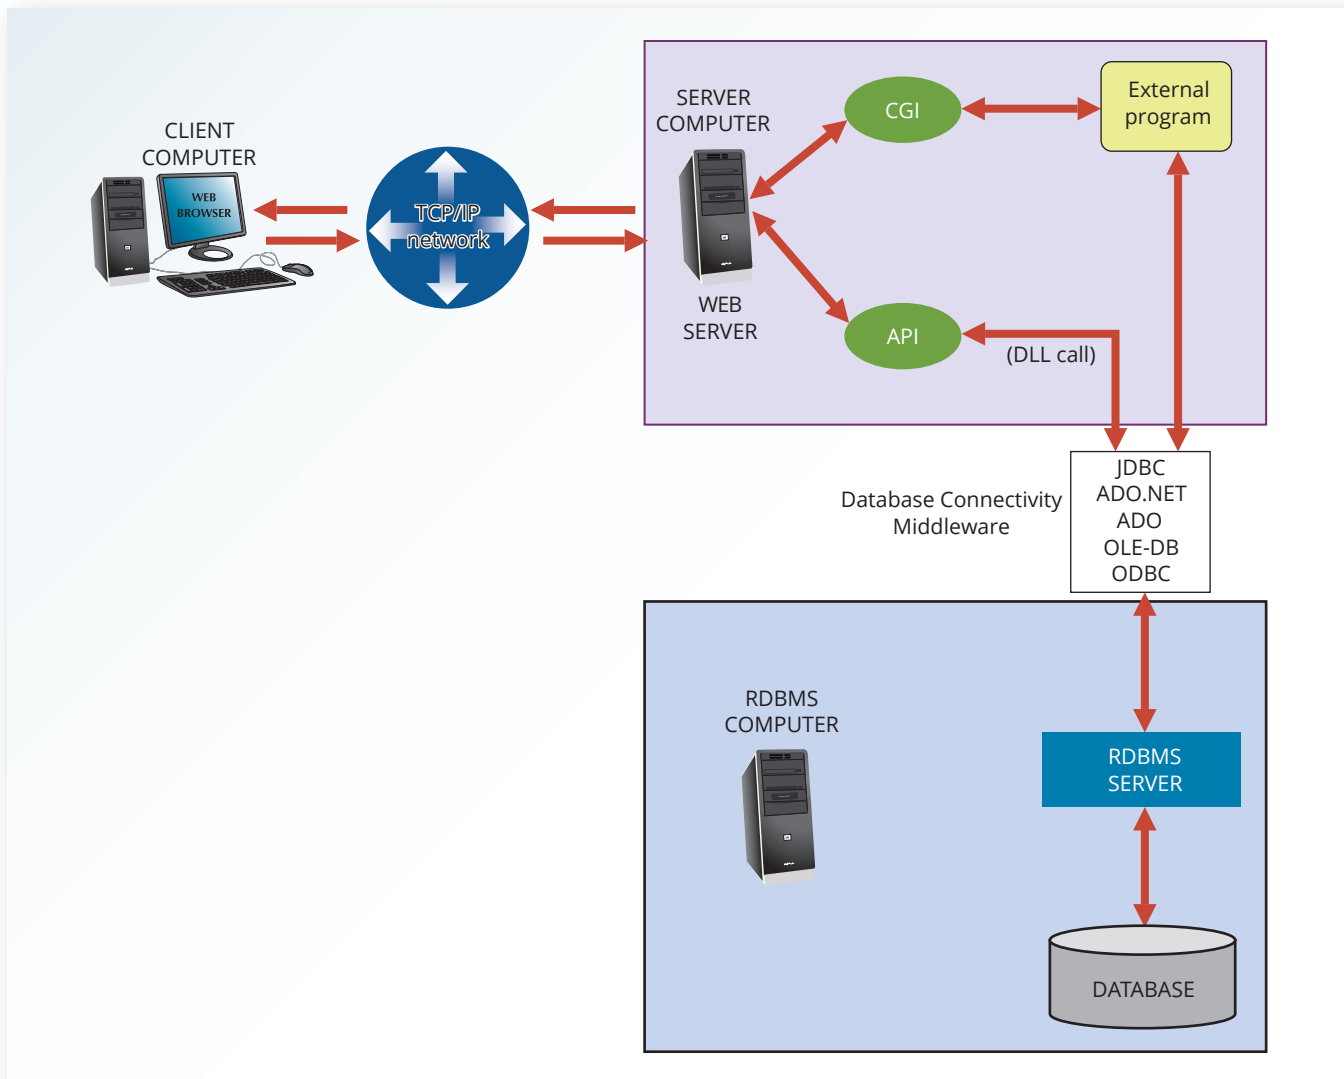 CLIENT
COMPUTER
WEB
BROWSER
TCP/IP
network
SERVER
COMPUTER
WEB
SERVER
CGI
External
program
API
(DLL call)
Database Connectivity
Middleware
JDBC
ADO.NET
ADO
OLE-DB
ODBC
RDBMS
COMPUTER
RDBMS
SERVER
DATABASE